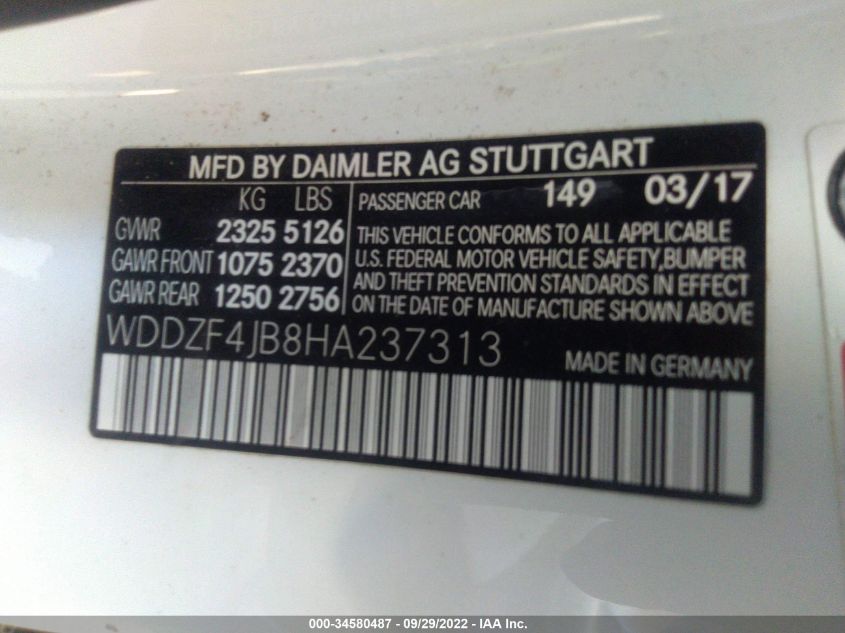 MFD BY DAIMLER AG STUTTGART
KG LBS
GVWR 2325 5126
GAWR FRONT 1075 2370
GAWR REAR 1250 2756
PASSENGER CAR 149 03/17
THIS VEHICLE CONFORMS TO ALL APPLICABLE
U.S. FEDERAL MOTOR VEHICLE SAFETY,BUMPER
AND THEFT PREVENTION STANDARDS IN EFFECT
ON THE DATE OF MANUFACTURE SHOWN ABOVE
WDDZF4JB8HA237313
MADE IN GERMANY
000-34580487 - 09/29/2022 - IAA Inc.